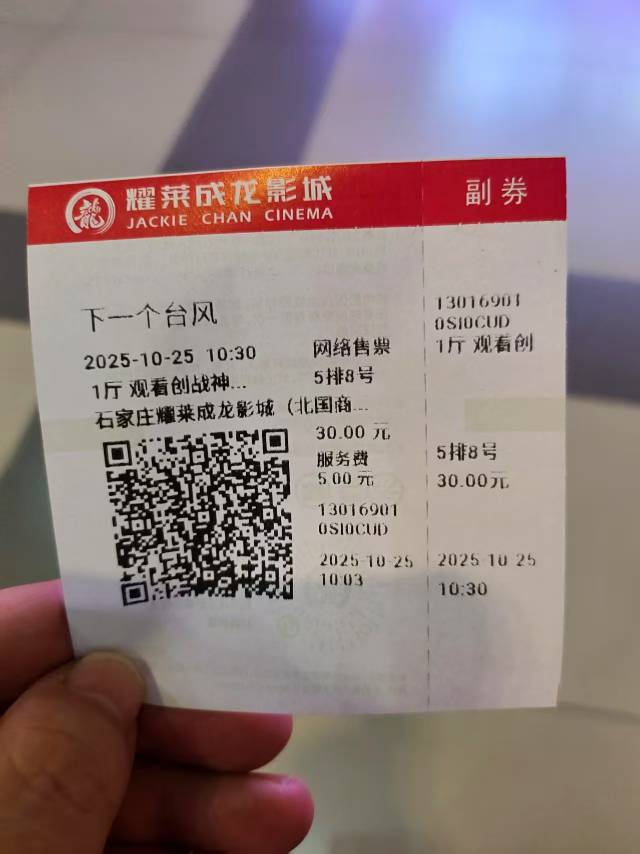 龍
耀莱成龙影城
JACKIE CHAN CINEMA
副券
下一个台风
2025-10-25 10:30
网络售票
1厅 观看创战神...
5排8号
石家庄耀莱成龙影城（北国商...
30.00 元
服务费
5.00 元
13016901
0SI0CUD
2025-10-25
10:03
13016901
0SI0CUD
1厅 观看创
5排8号
30.00元
2025-10-25
10:30